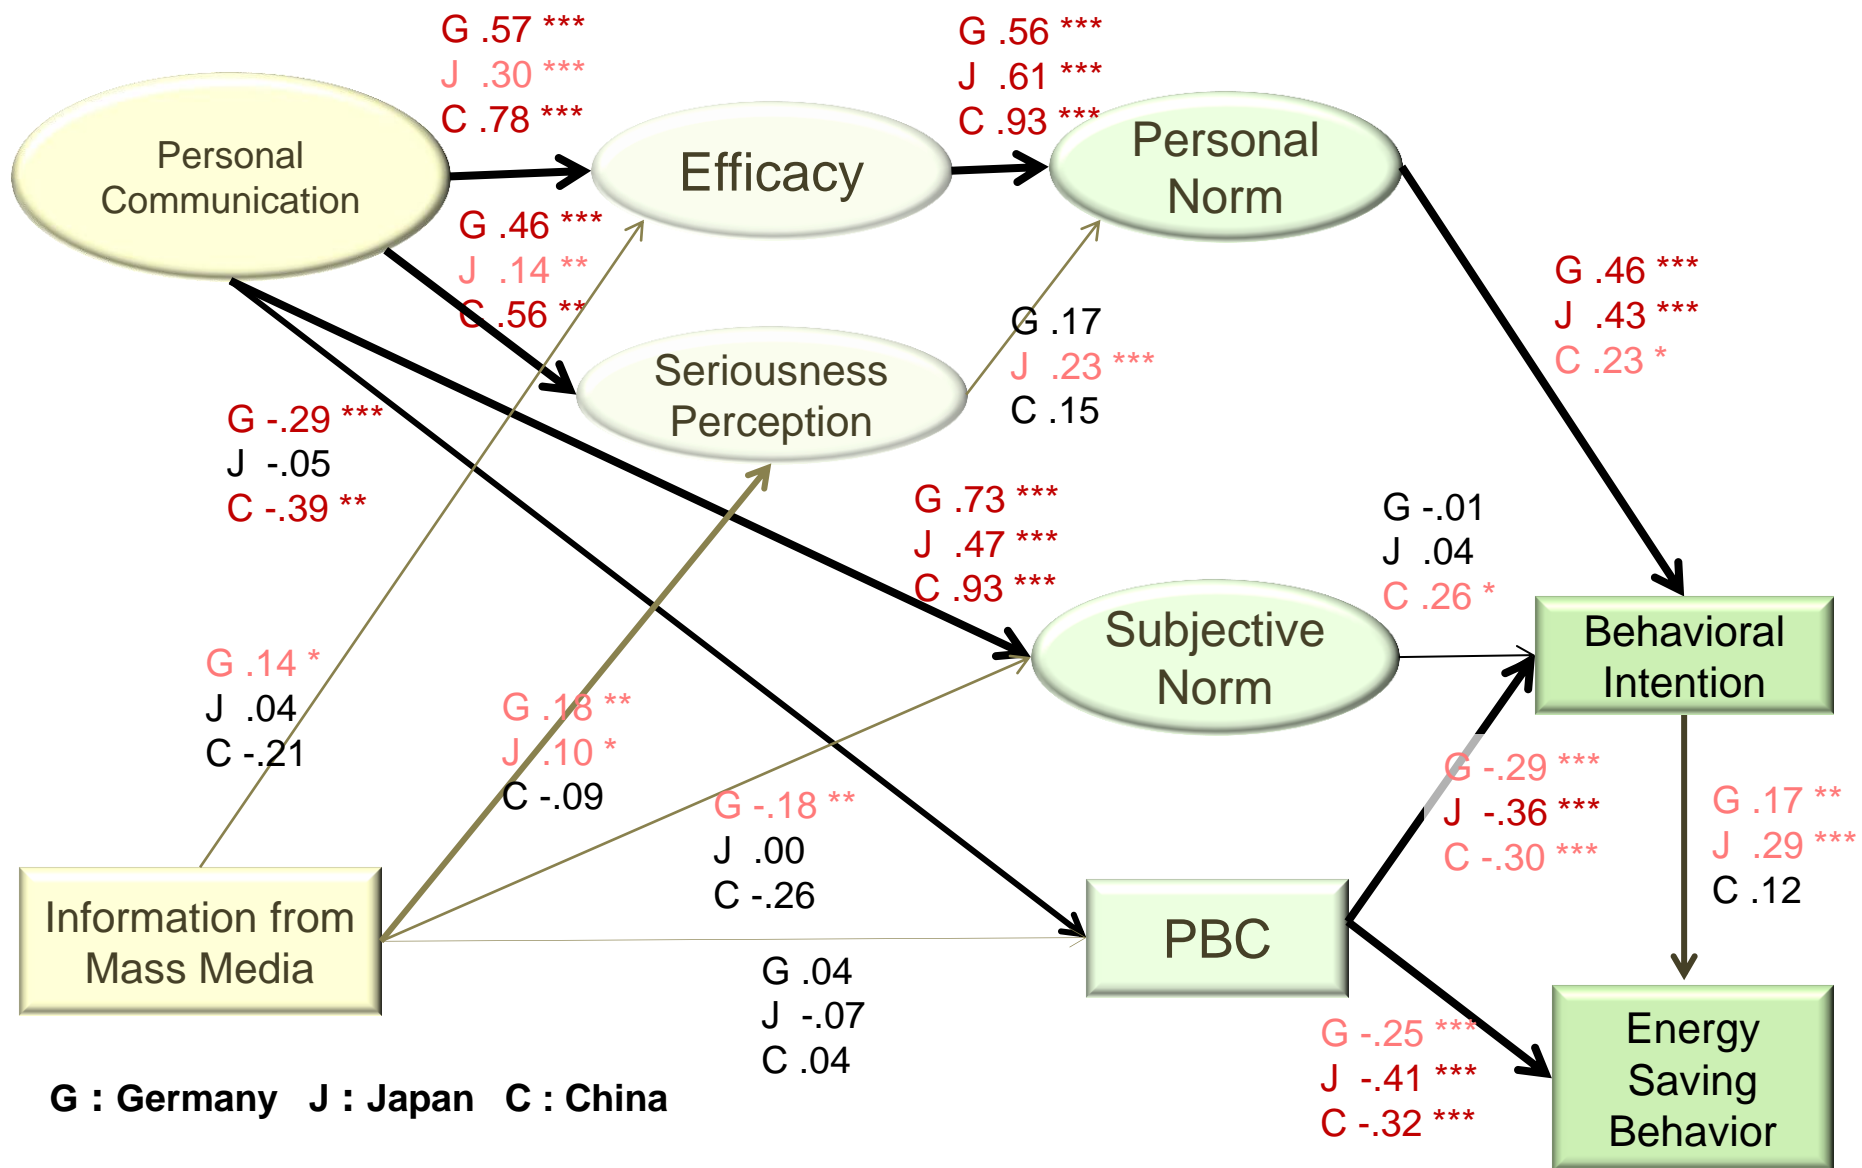 G .57 ***
J .30 ***
C .78 ***
G .56 ***
J .61 ***
C .93 ***
Personal
Communication
Efficacy
Personal
Norm
G .46 ***
J .14 **
C .56 **
G .46 ***
J .43 ***
C .23 *
Seriousness
Perception
G .17
J .23 ***
C .15
G -.29 ***
J -.05
C -.39 **
G .73 ***
J .47 ***
C .93 ***
G -.01
J .04
C .26 *
Subjective
Norm
Behavioral
Intention
G .14 *
J .04
C -.21
G .18 **
J .10 *
C -.09
G -.18 **
J .00
C -.26
G -.29 ***
J -.36 ***
C -.30 ***
G .17 **
J .29 ***
C .12
Information from
Mass Media
PBC
G .04
J -.07
C .04
G -.25 ***
J -.41 ***
C -.32 ***
Energy
Saving
Behavior
G : Germany J : Japan C : China